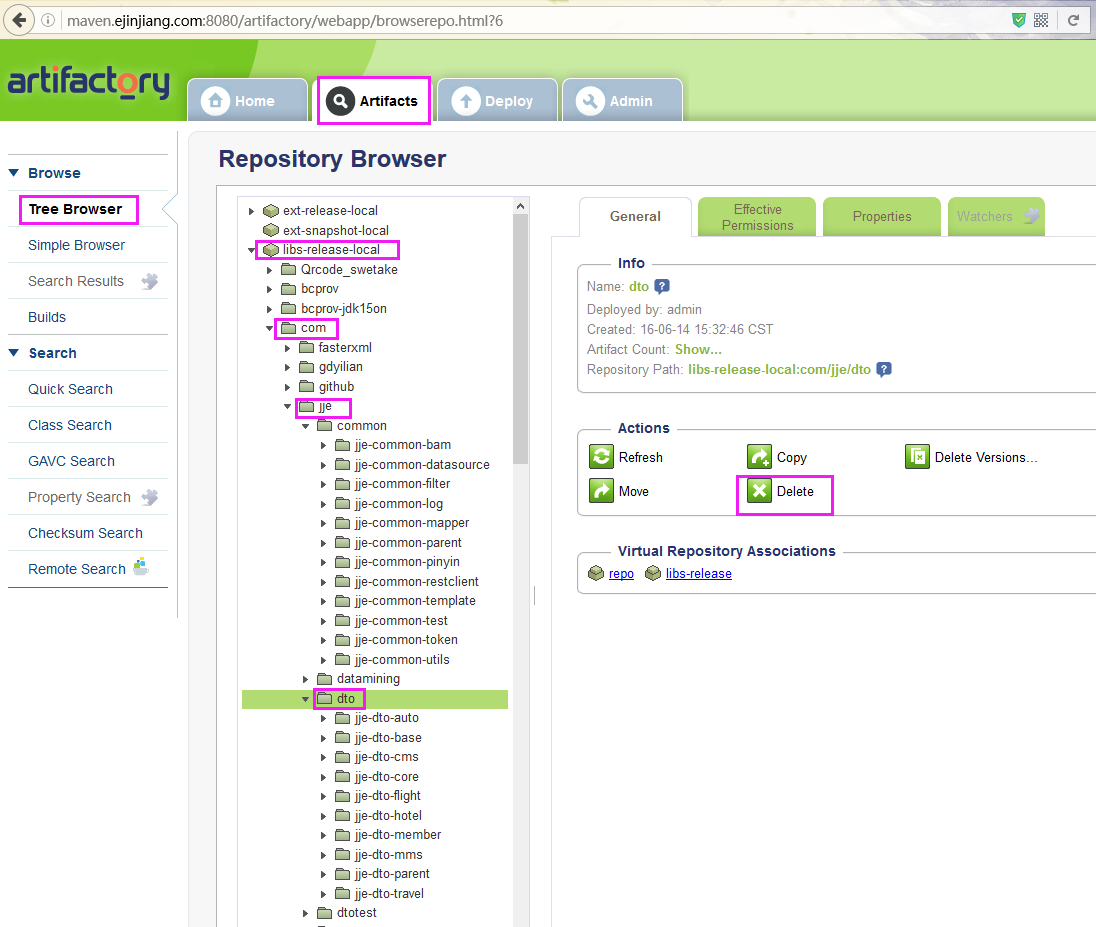 maven.ejinjiang.com:8080/artifactory/webapp/browserepo.html?6
artifactory
Home
Artifacts
Deploy
Admin
Browse
Tree Browser
Simple Browser
Search Results
Builds
Search
Quick Search
Class Search
GAVC Search
Property Search
Checksum Search
Remote Search
Repository Browser
ext-release-local
ext-snapshot-local
libs-release-local
Qrcode_swetake
bcprov
bcprov-jdk15on
com
fasterxml
gdyilian
github
jje
common
jje-common-bam
jje-common-datasource
jje-common-filter
jje-common-log
jje-common-mapper
jje-common-parent
jje-common-pinyin
jje-common-restclient
jje-common-template
jje-common-test
jje-common-token
jje-common-utils
datamining
dto
jje-dto-auto
jje-dto-base
jje-dto-cms
jje-dto-core
jje-dto-flight
jje-dto-hotel
jje-dto-member
jje-dto-mms
jje-dto-parent
jje-dto-travel
dtotest
General
Effective
Permissions
Properties
Watchers
Info
Name: dto ?
Deployed by: admin
Created: 16-06-14 15:32:46 CST
Artifact Count: Show...
Repository Path: libs-release-local:com/jje/dto ?
Actions
Refresh
Copy
Delete Versions...
Move
Delete
Virtual Repository Associations
repo
libs-release